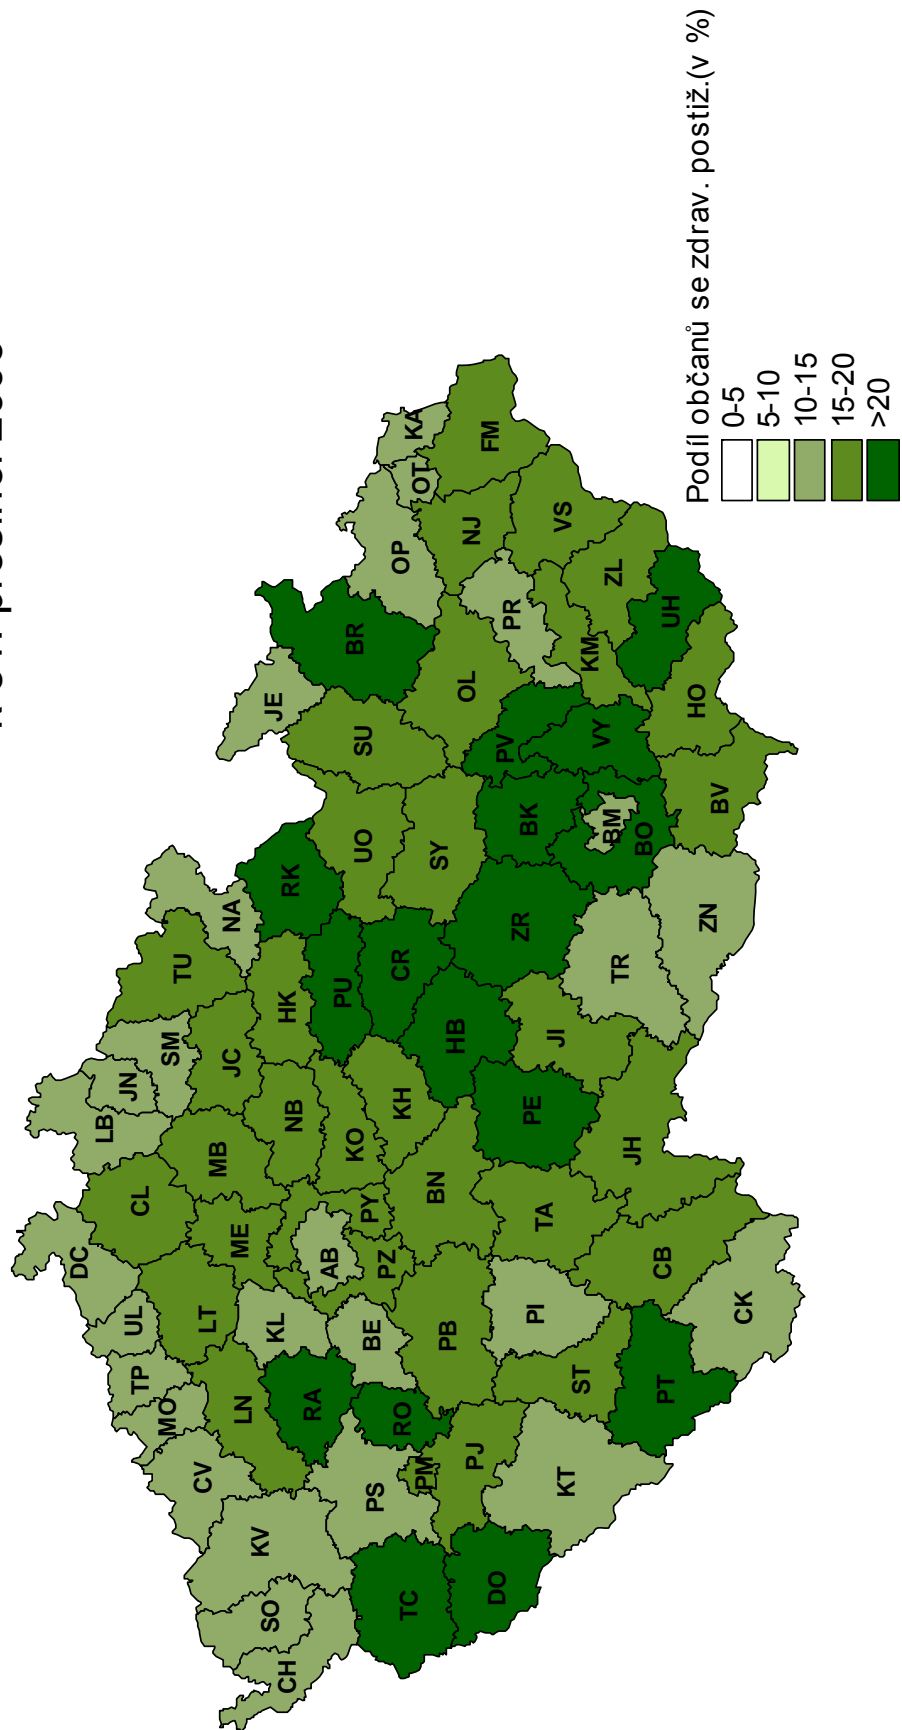 Podíl občanů se zdrav. postiž.(v %)
0-5
5-10
10-15
15-20
>20
DC
LB
JN
SM
TU
NA
CL
UL
TP
MO
CV
KV
SO
CH
LT
LN
ME
MB
JC
HK
RK
JE
BR
OP
OT
KA
KL
RA
AB
PY
PZ
BE
RO
NB
KO
KH
PU
CR
UO
SU
OL
NJ
FM
PS
PM
PJ
TC
DO
PB
BN
HB
SY
PV
PR
VS
KM
ZL
KT
ST
PI
TA
PE
JI
ZR
BK
VY
UH
BM
BO
TR
HO
BV
ZN
JH
CB
PT
CK